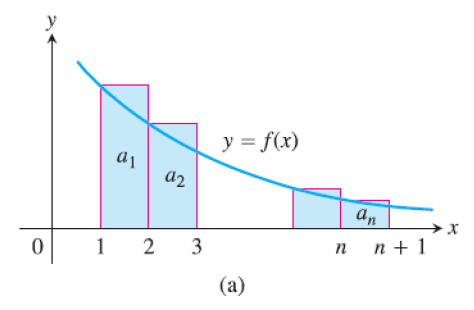 y
y = f(x)
a₁
a₂
aₙ
x
0 1 2 3 n n + 1
(a)